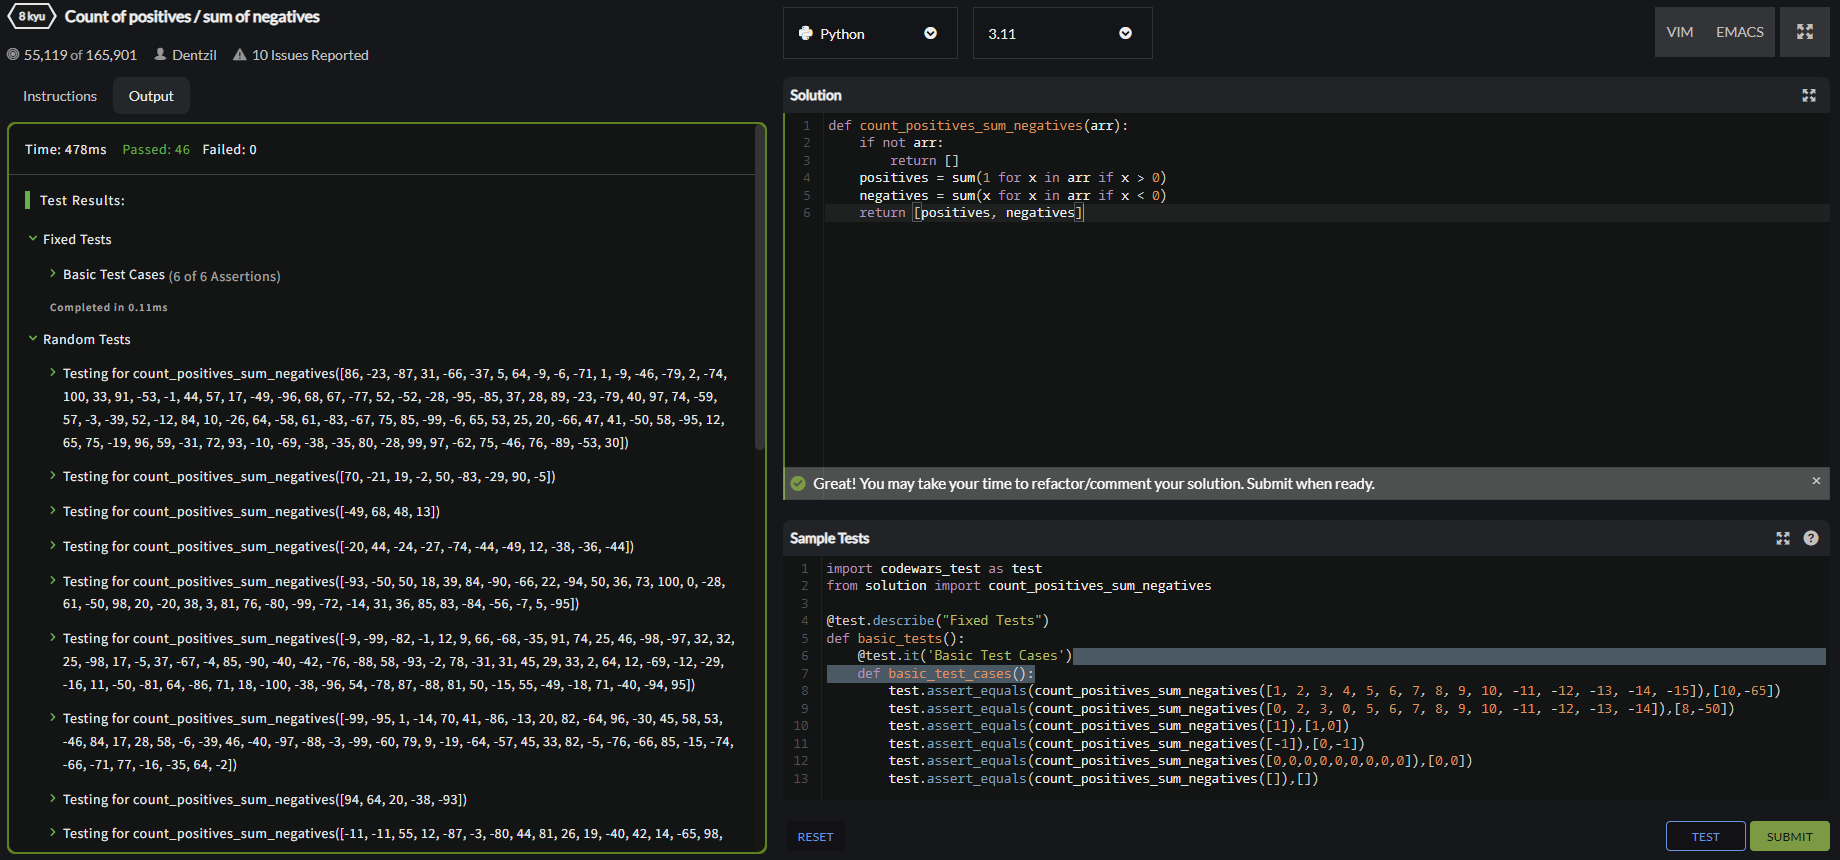 8 kyu Count of positives / sum of negatives
55,119 of 165,901 Dentzil 10 Issues Reported
Instructions Output
Time: 478ms Passed: 46 Failed: 0
Test Results:
Fixed Tests
Basic Test Cases (6 of 6 Assertions)
Completed in 0.11ms
Random Tests
Testing for count_positives_sum_negatives([86, -23, -87, 31, -66, -37, 5, 64, -9, -6, -71, 1, -9, -46, -79, 2, -74,
100, 33, 91, -53, -1, 44, 57, 17, -49, -96, 68, 67, -77, 52, -52, -28, -95, -85, 37, 28, 89, -23, -79, 40, 97, 74, -59,
57, -3, -39, 52, -12, 84, 10, -26, 64, -58, 61, -83, -67, 75, 85, -99, -6, 65, 53, 25, 20, -66, 47, 41, -50, 58, -95, 12,
65, 75, -19, 96, 59, -31, 72, 93, -10, -69, -38, -35, 80, -28, 99, 97, -62, 75, -46, 76, -89, -53, 30])
Testing for count_positives_sum_negatives([70, -21, 19, -2, 50, -83, -29, 90, -5])
Testing for count_positives_sum_negatives([-49, 68, 48, 13])
Testing for count_positives_sum_negatives([-20, 44, -24, -27, -74, -44, -49, 12, -38, -36, -44])
Testing for count_positives_sum_negatives([-93, -50, 50, 18, 39, 84, -90, -66, 22, -94, 50, 36, 73, 100, 0, -28,
61, -50, 98, 20, -20, 38, 3, 81, 76, -80, -99, -72, -14, 31, 36, 85, 83, -84, -56, -7, 5, -95])
Testing for count_positives_sum_negatives([-9, -99, -82, -1, 12, 9, 66, -68, -35, 91, 74, 25, 46, -98, -97, 32, 32,
25, -98, 17, -5, 37, -67, -4, 85, -90, -40, -42, -76, -88, 58, -93, -2, 78, -31, 31, 45, 29, 33, 2, 64, 12, -69, -12, -29,
-16, 11, -50, -81, 64, -86, 71, 18, -100, -38, -96, 54, -78, 87, -88, 81, 50, -15, 55, -49, -18, 71, -40, -94, 95])
Testing for count_positives_sum_negatives([-99, -95, 1, -14, 70, 41, -86, -13, 20, 82, -64, 96, -30, 45, 58, 53,
-46, 84, 17, 28, 58, -6, -39, 46, -40, -97, -88, -3, -99, -60, 79, 9, -19, -64, -57, 45, 33, 82, -5, -76, -66, 85, -15, -74,
-66, -71, 77, -16, -35, 64, -2])
Testing for count_positives_sum_negatives([94, 64, 20, -38, -93])
Testing for count_positives_sum_negatives([-11, -11, 55, 12, -87, -3, -80, 44, 81, 26, 19, -40, 42, 14, -65, 98,
Python 3.11 VIM EMACS
Solution
1 def count_positives_sum_negatives(arr):
2 if not arr:
3 return []
4 positives = sum(1 for x in arr if x > 0)
5 negatives = sum(x for x in arr if x < 0)
6 return [positives, negatives]
Great! You may take your time to refactor/comment your solution. Submit when ready. ×
Sample Tests ?
1 import codewars_test as test
2 from solution import count_positives_sum_negatives
3
4 @test.describe("Fixed Tests")
5 def basic_tests():
6 @test.it('Basic Test Cases')
7 def basic_test_cases():
8 test.assert_equals(count_positives_sum_negatives([1, 2, 3, 4, 5, 6, 7, 8, 9, 10, -11, -12, -13, -14, -15]),[10,-65])
9 test.assert_equals(count_positives_sum_negatives([0, 2, 3, 0, 5, 6, 7, 8, 9, 10, -11, -12, -13, -14]),[8,-50])
10 test.assert_equals(count_positives_sum_negatives([1]),[1,0])
11 test.assert_equals(count_positives_sum_negatives([-1]),[0,-1])
12 test.assert_equals(count_positives_sum_negatives([0,0,0,0,0,0,0,0,0]),[0,0])
13 test.assert_equals(count_positives_sum_negatives([]),[])
RESET TEST SUBMIT